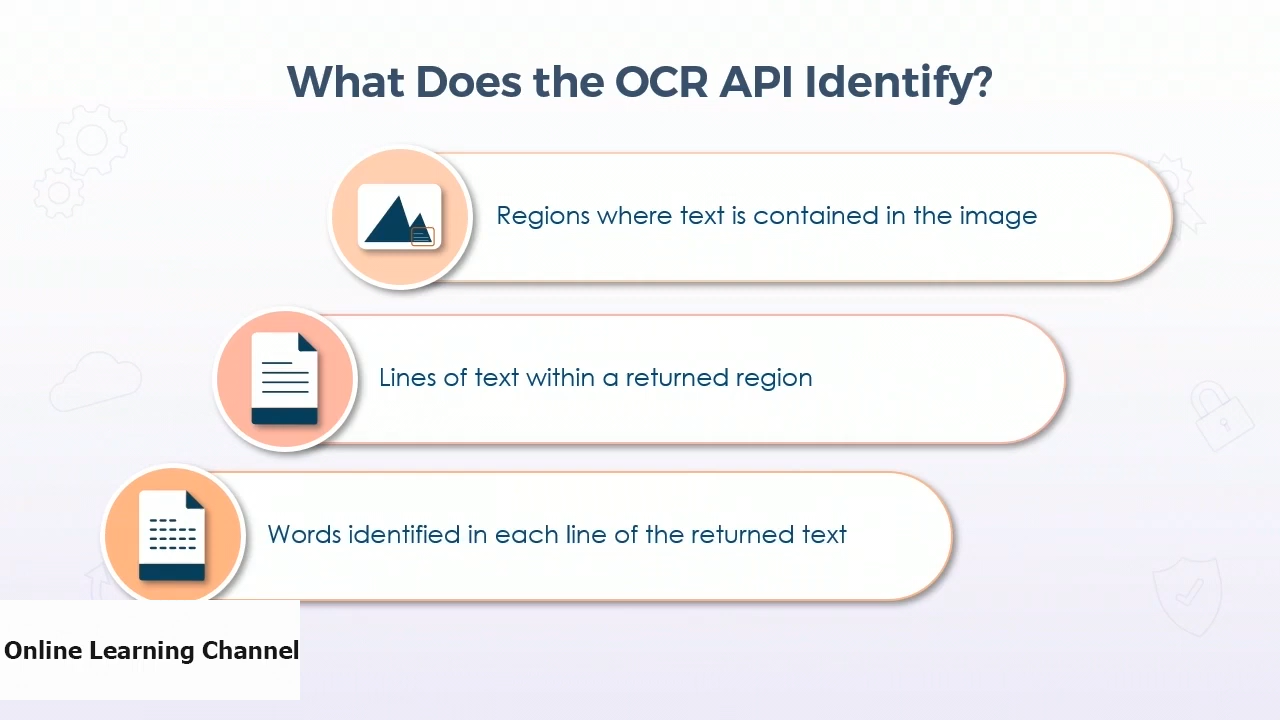 What Does the OCR API Identify?
Regions where text is contained in the image
Lines of text within a returned region
Words identified in each line of the returned text
Online Learning Channel